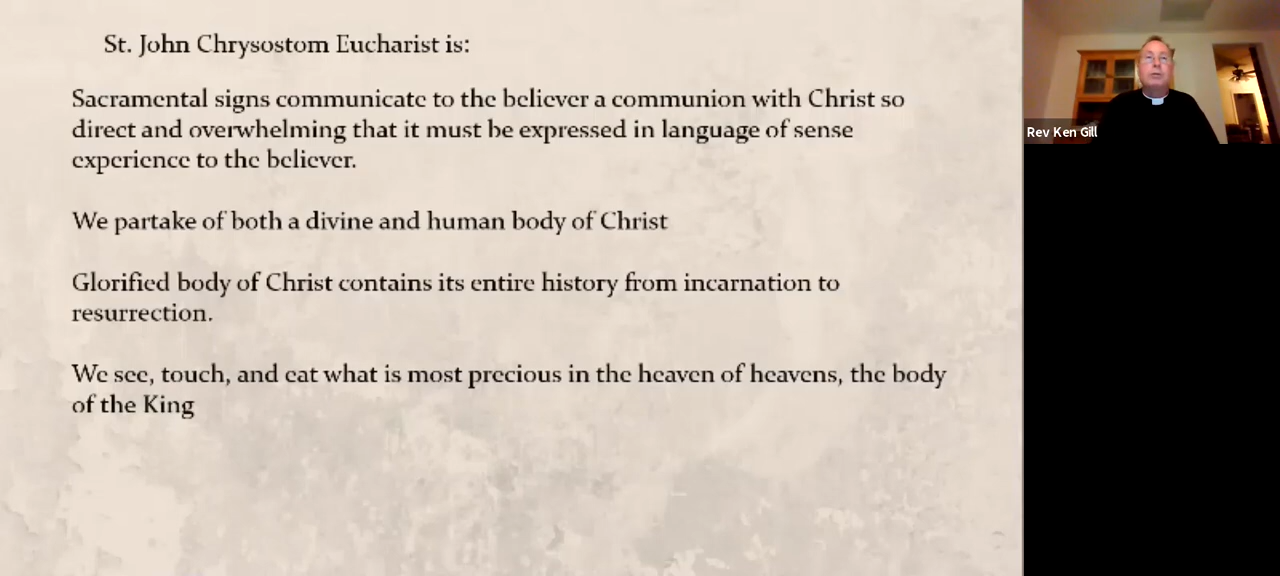 St. John Chrysostom Eucharist is:
Sacramental signs communicate to the believer a communion with Christ so
direct and overwhelming that it must be expressed in language of sense
experience to the believer.
We partake of both a divine and human body of Christ
Glorified body of Christ contains its entire history from incarnation to
resurrection.
We see, touch, and eat what is most precious in the heaven of heavens, the body
of the King
Rev Ken Gill